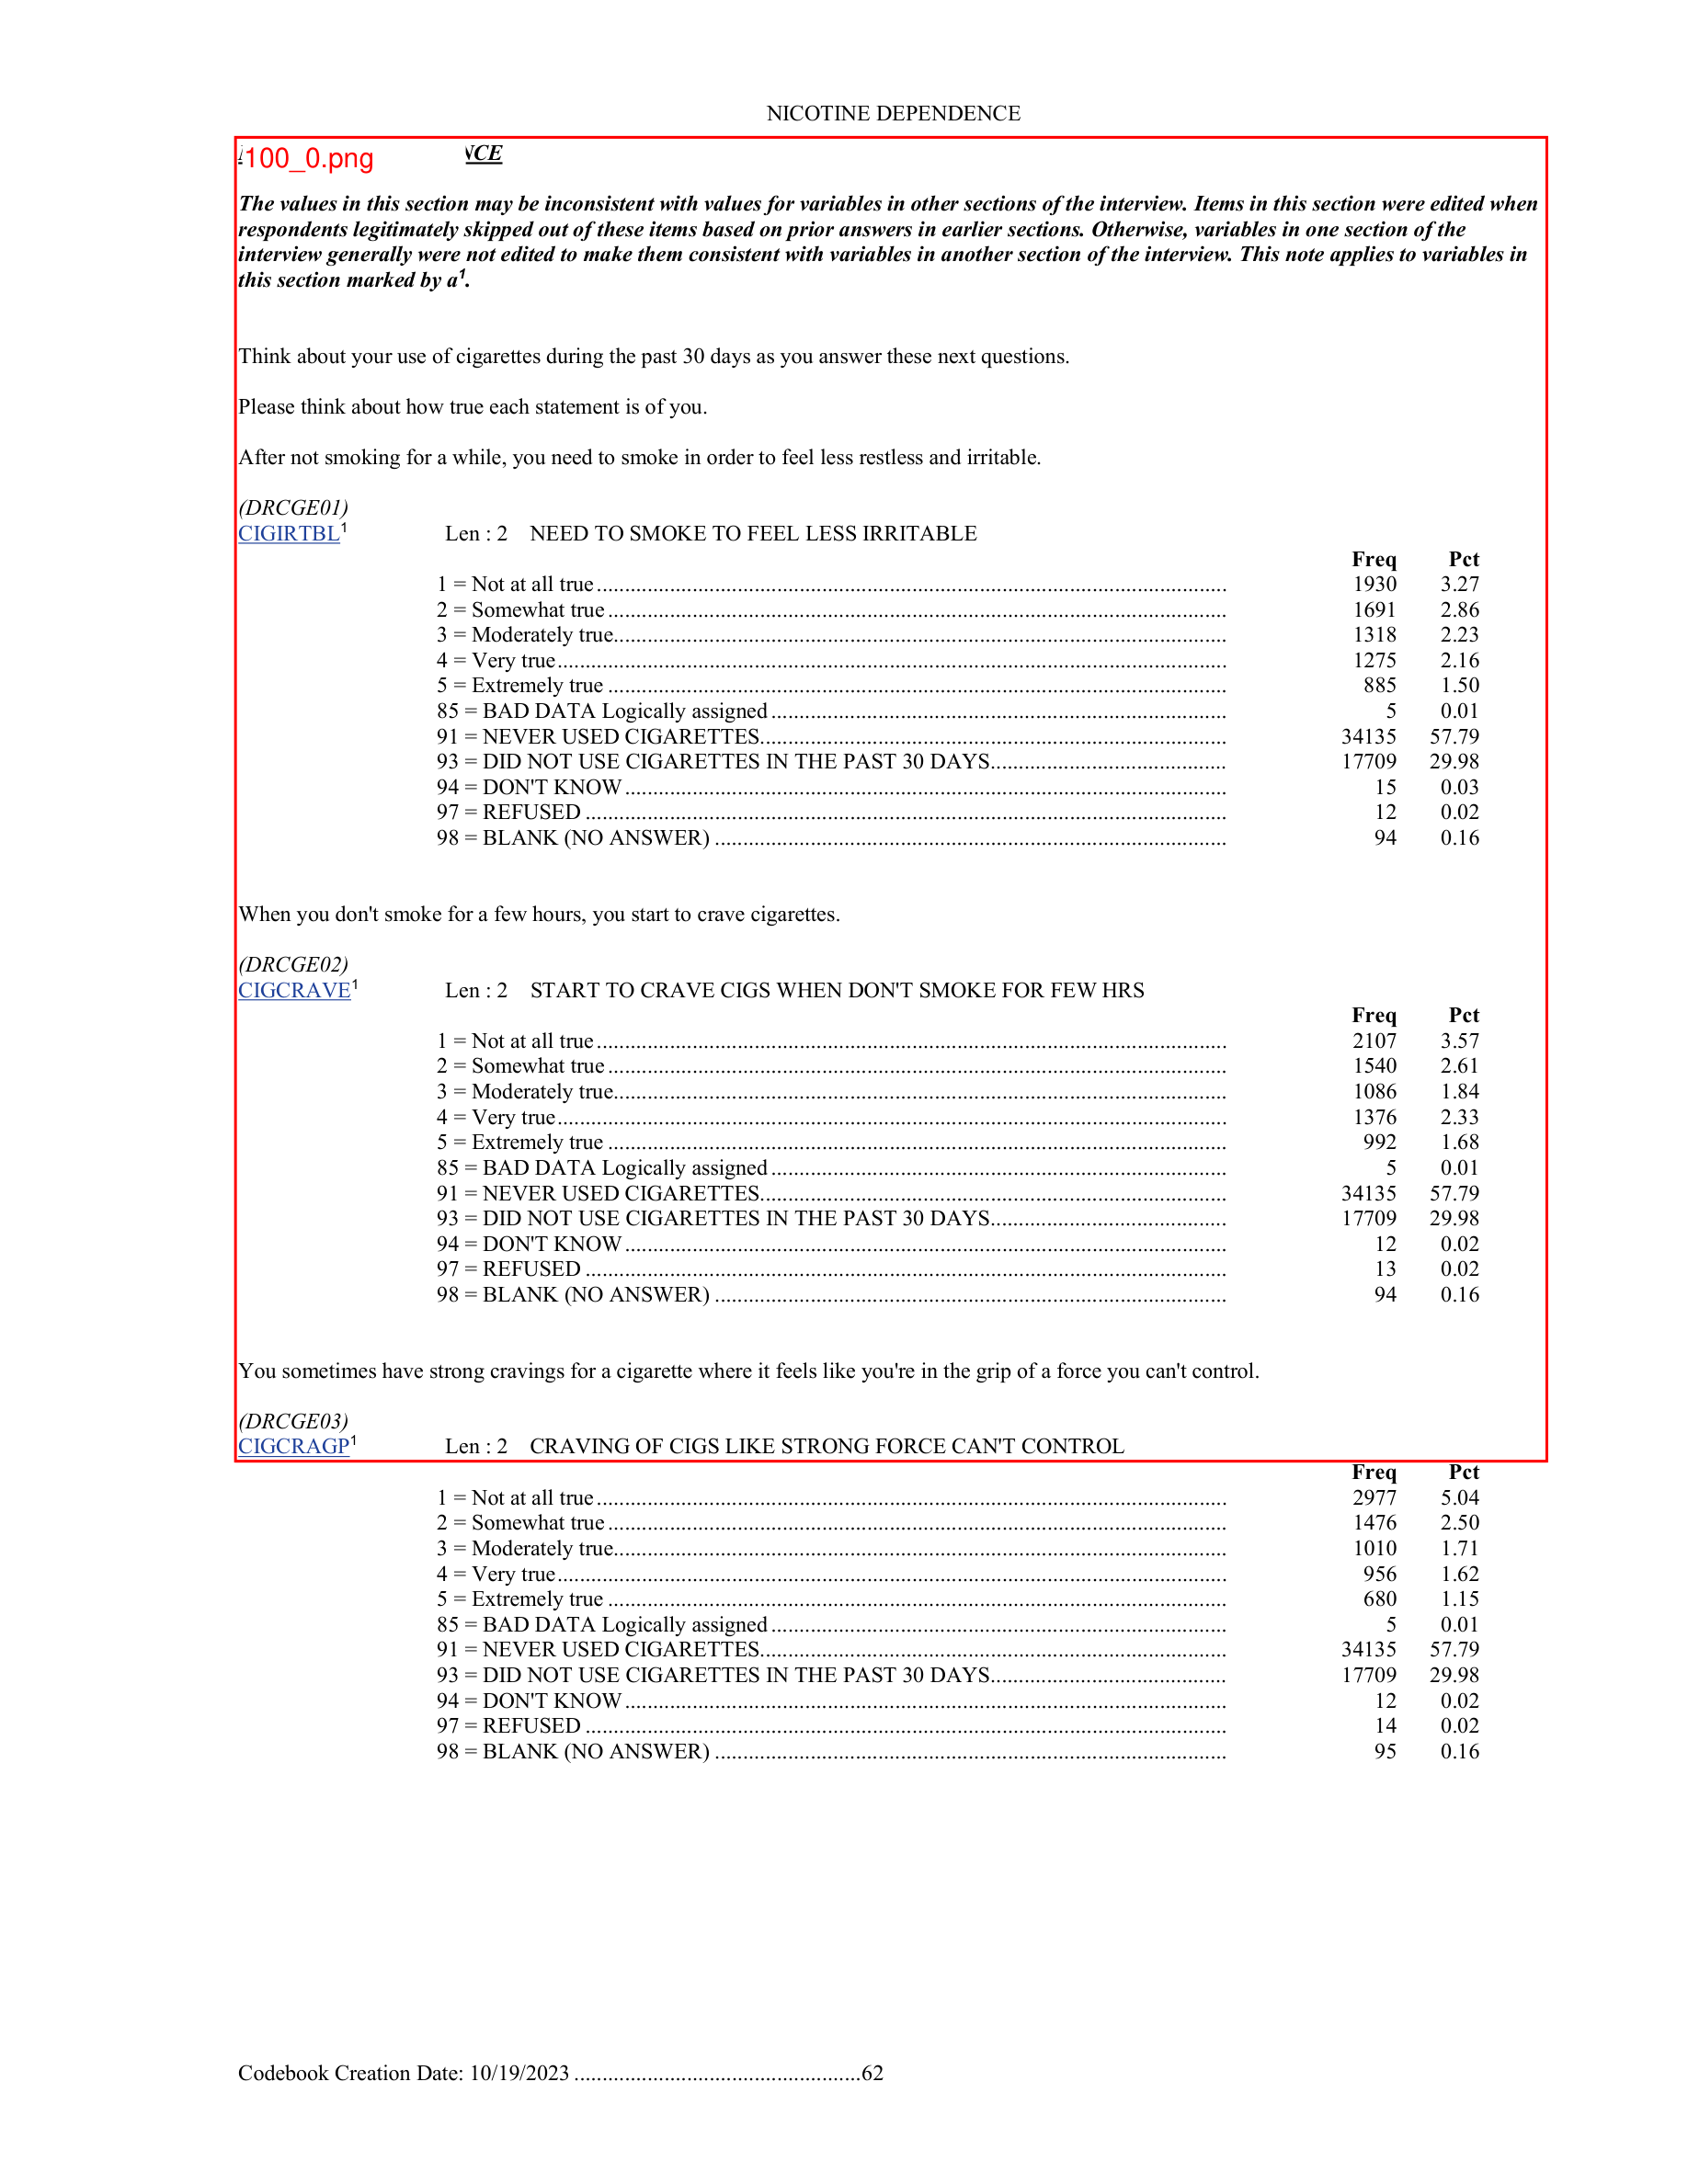 NICOTINE DEPENDENCE
100_0.png NCE
The values in this section may be inconsistent with values for variables in other sections of the interview. Items in this section were edited when
respondents legitimately skipped out of these items based on prior answers in earlier sections. Otherwise, variables in one section of the
interview generally were not edited to make them consistent with variables in another section of the interview. This note applies to variables in
this section marked by a¹.
Think about your use of cigarettes during the past 30 days as you answer these next questions.
Please think about how true each statement is of you.
After not smoking for a while, you need to smoke in order to feel less restless and irritable.
(DRCGE01)
CIGIRTBL¹ Len : 2 NEED TO SMOKE TO FEEL LESS IRRITABLE
Freq Pct
1 = Not at all true 1930 3.27
2 = Somewhat true 1691 2.86
3 = Moderately true 1318 2.23
4 = Very true 1275 2.16
5 = Extremely true 885 1.50
85 = BAD DATA Logically assigned 5 0.01
91 = NEVER USED CIGARETTES 34135 57.79
93 = DID NOT USE CIGARETTES IN THE PAST 30 DAYS 17709 29.98
94 = DON'T KNOW 15 0.03
97 = REFUSED 12 0.02
98 = BLANK (NO ANSWER) 94 0.16
When you don't smoke for a few hours, you start to crave cigarettes.
(DRCGE02)
CIGCRAVE¹ Len : 2 START TO CRAVE CIGS WHEN DON'T SMOKE FOR FEW HRS
Freq Pct
1 = Not at all true 2107 3.57
2 = Somewhat true 1540 2.61
3 = Moderately true 1086 1.84
4 = Very true 1376 2.33
5 = Extremely true 992 1.68
85 = BAD DATA Logically assigned 5 0.01
91 = NEVER USED CIGARETTES 34135 57.79
93 = DID NOT USE CIGARETTES IN THE PAST 30 DAYS 17709 29.98
94 = DON'T KNOW 12 0.02
97 = REFUSED 13 0.02
98 = BLANK (NO ANSWER) 94 0.16
You sometimes have strong cravings for a cigarette where it feels like you're in the grip of a force you can't control.
(DRCGE03)
CIGCRAGP¹ Len : 2 CRAVING OF CIGS LIKE STRONG FORCE CAN'T CONTROL
Freq Pct
1 = Not at all true 2977 5.04
2 = Somewhat true 1476 2.50
3 = Moderately true 1010 1.71
4 = Very true 956 1.62
5 = Extremely true 680 1.15
85 = BAD DATA Logically assigned 5 0.01
91 = NEVER USED CIGARETTES 34135 57.79
93 = DID NOT USE CIGARETTES IN THE PAST 30 DAYS 17709 29.98
94 = DON'T KNOW 12 0.02
97 = REFUSED 14 0.02
98 = BLANK (NO ANSWER) 95 0.16
Codebook Creation Date: 10/19/2023 62